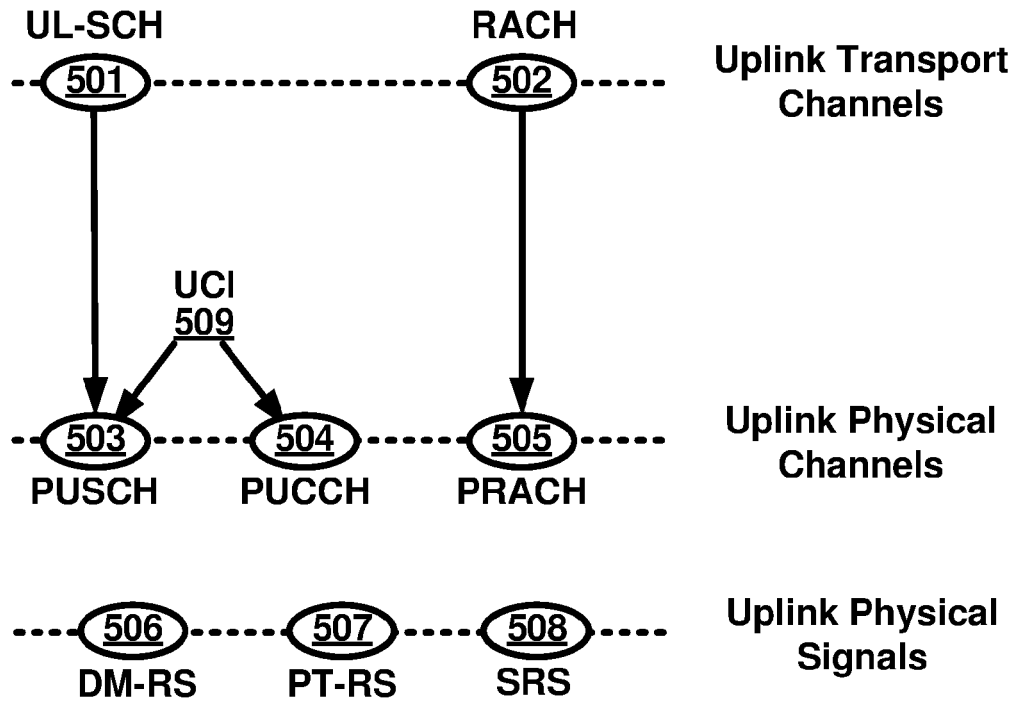 UL-SCH
RACH
501
502
Uplink Transport
Channels
UCI
509
503
504
505
Uplink Physical
Channels
PUSCH
PUCCH
PRACH
506
507
508
Uplink Physical
Signals
DM-RS
PT-RS
SRS